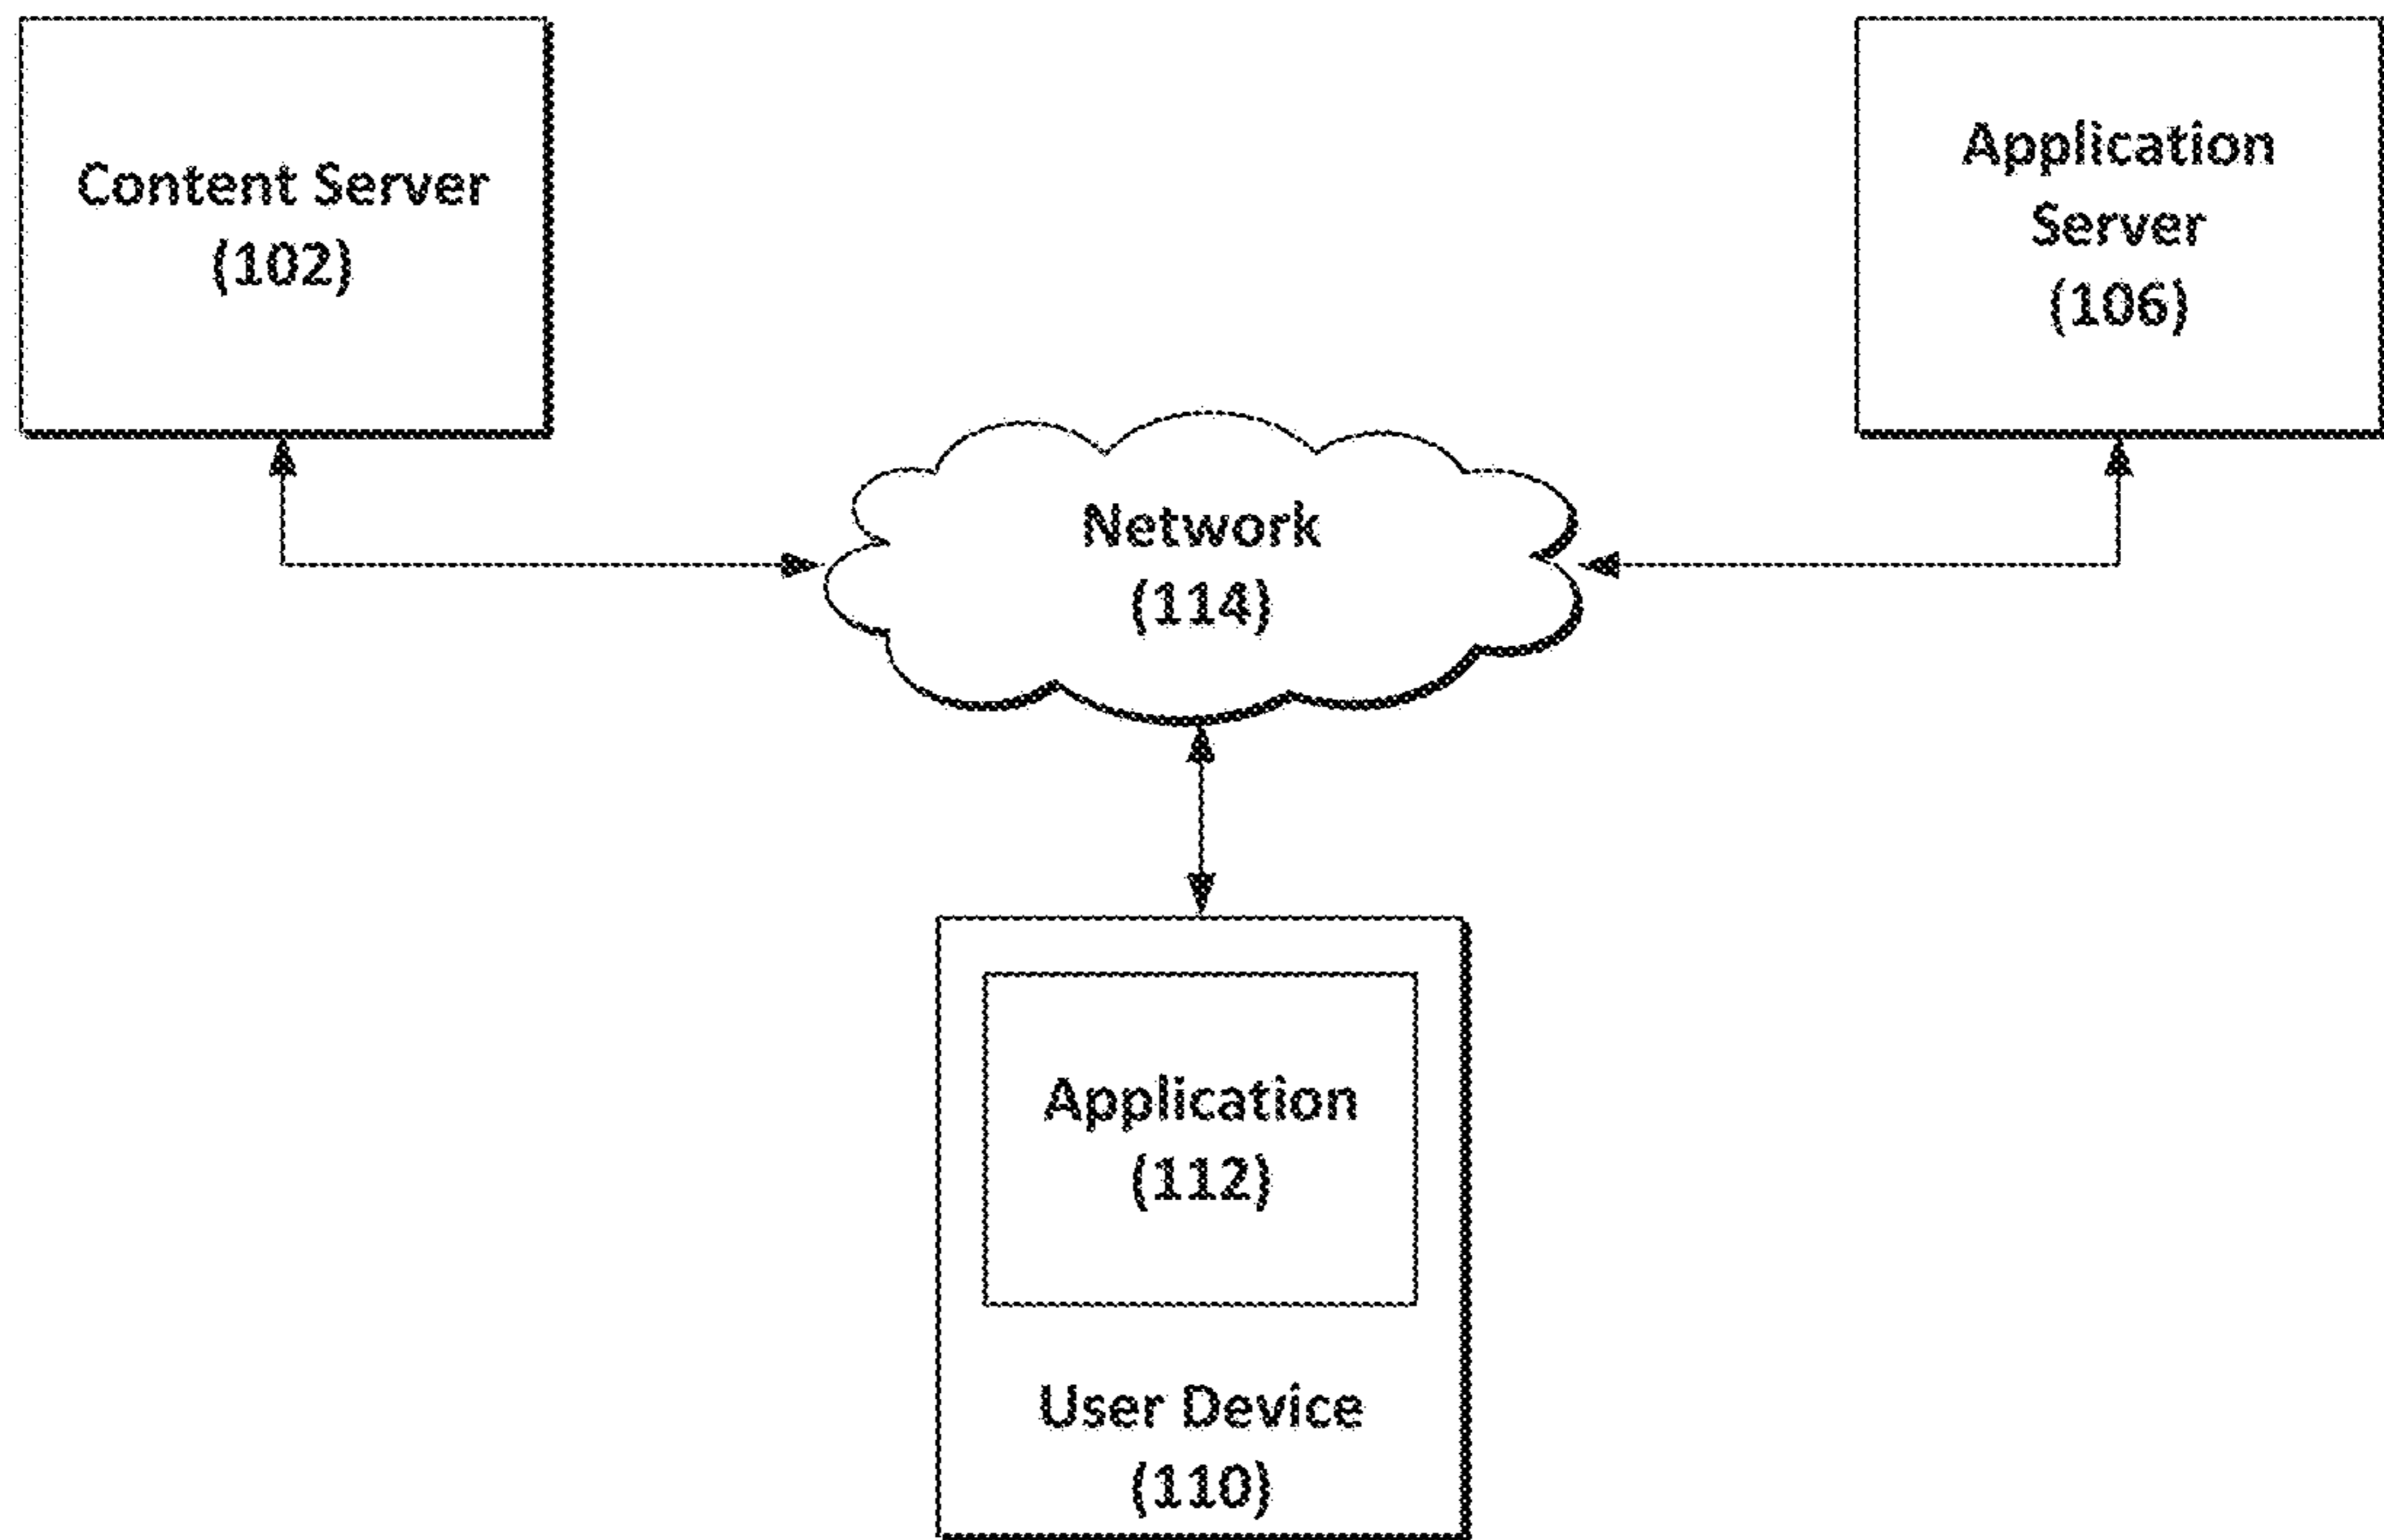 Content Server
(102)
Application
Server
(106)
Network
(114)
Application
(112)
User Device
(110)